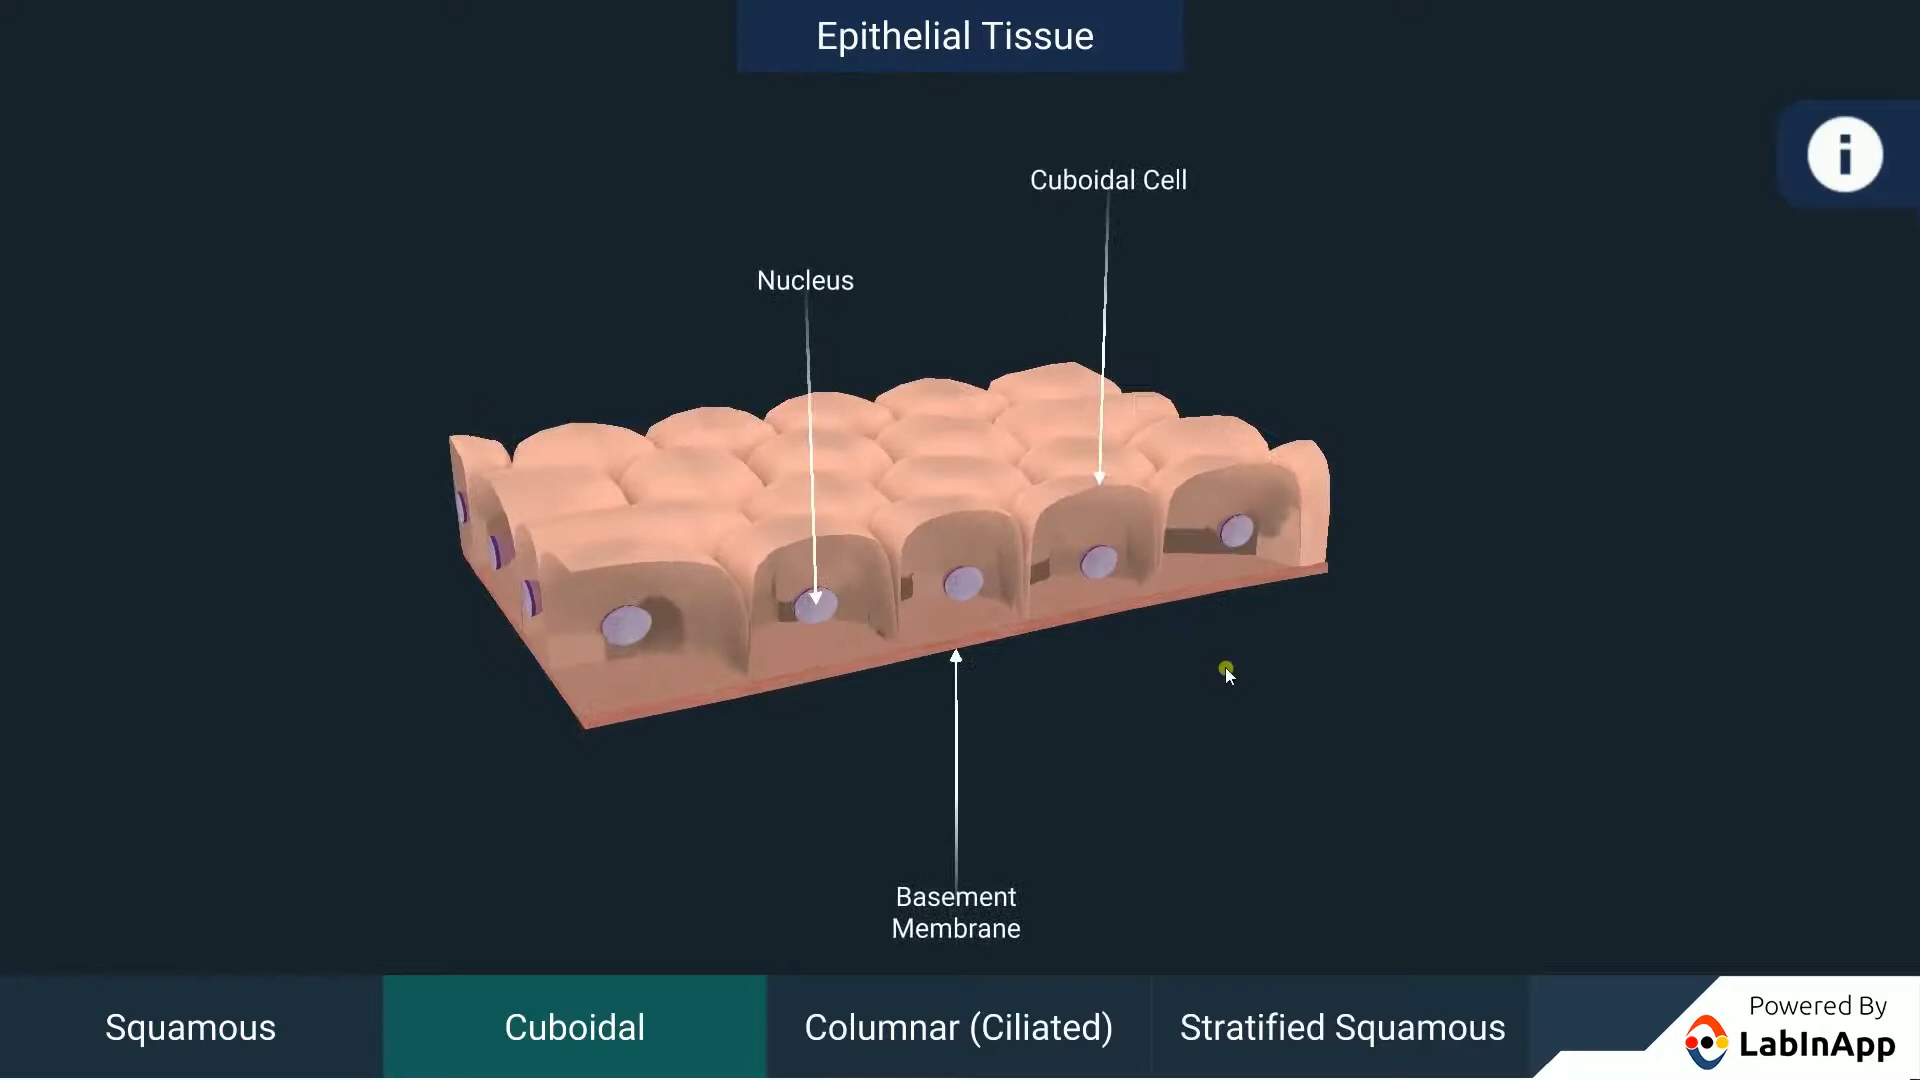 Epithelial Tissue
Cuboidal Cell
Nucleus
Basement
Membrane
Squamous
Cuboidal
Columnar (Ciliated)
Stratified Squamous
Powered By
LabInApp